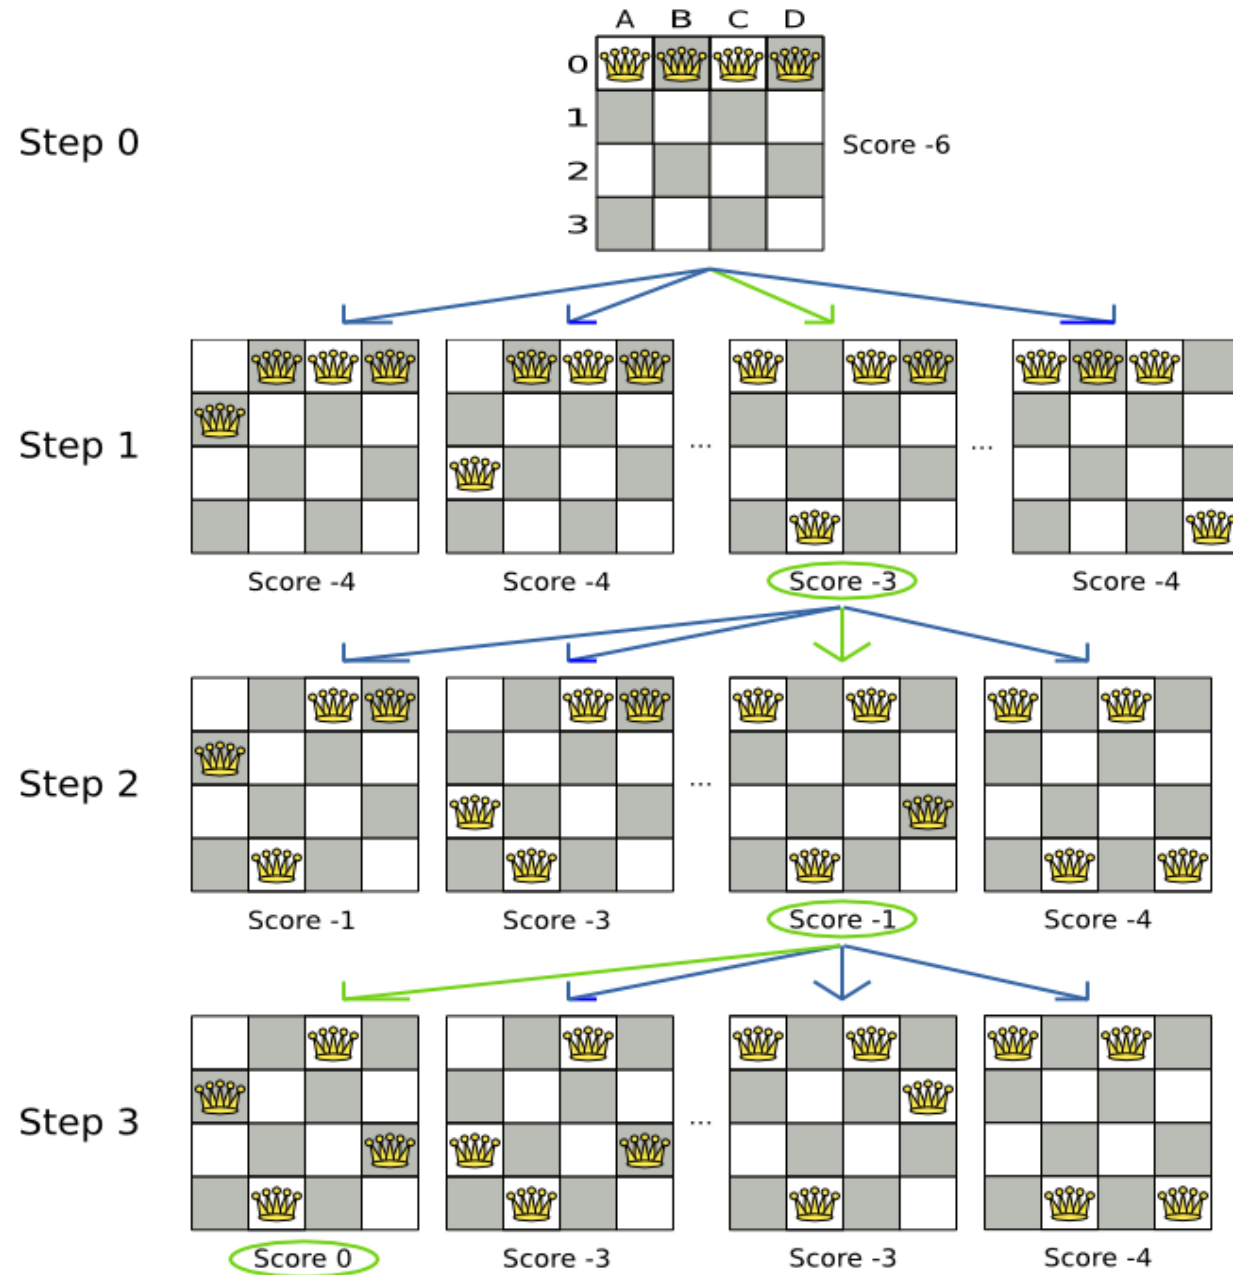 A B C D
0
1
Step 0
Score -6
2
3
Step 1
... ...
Score -4 Score -4 Score -3 Score -4
Step 2
...
Score -1 Score -3 Score -1 Score -4
Step 3
...
Score 0 Score -3 Score -3 Score -4